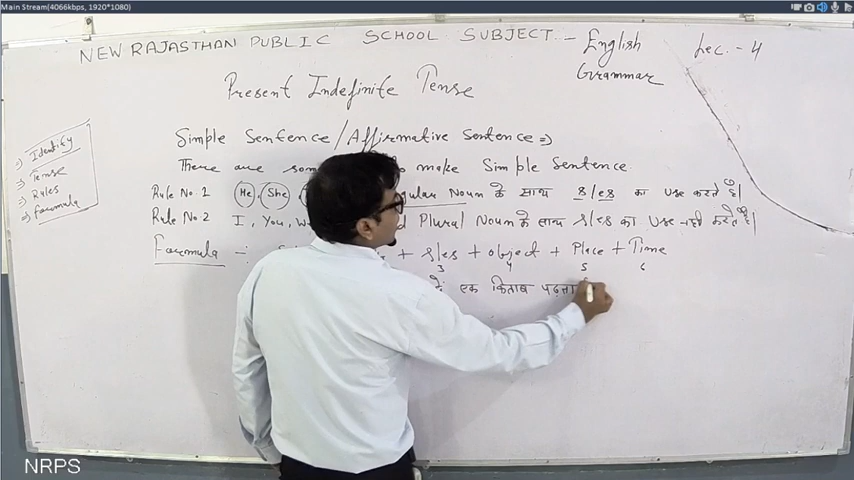 Main Stream(4066kbps, 1920*1080)
NEW RAJASTHAN PUBLIC SCHOOL SUBJECT - English Grammar Lec. - 4
Present Indefinite Tense
⇒ Identify
⇒ Tense
⇒ Rules
⇒ Formula
Simple Sentence/Affirmative Sentence ⇒
There are to make Simple Sentence.
Rule No. 1 He, She Noun के साथ s/es का use करते है|
Rule No. 2 I, You, Plural Noun के साथ s/es का use नही करते है|
Formula -: + s/es + object + Place + Time
3 4 5 6
में एक किताब पढ़ता
NRPS